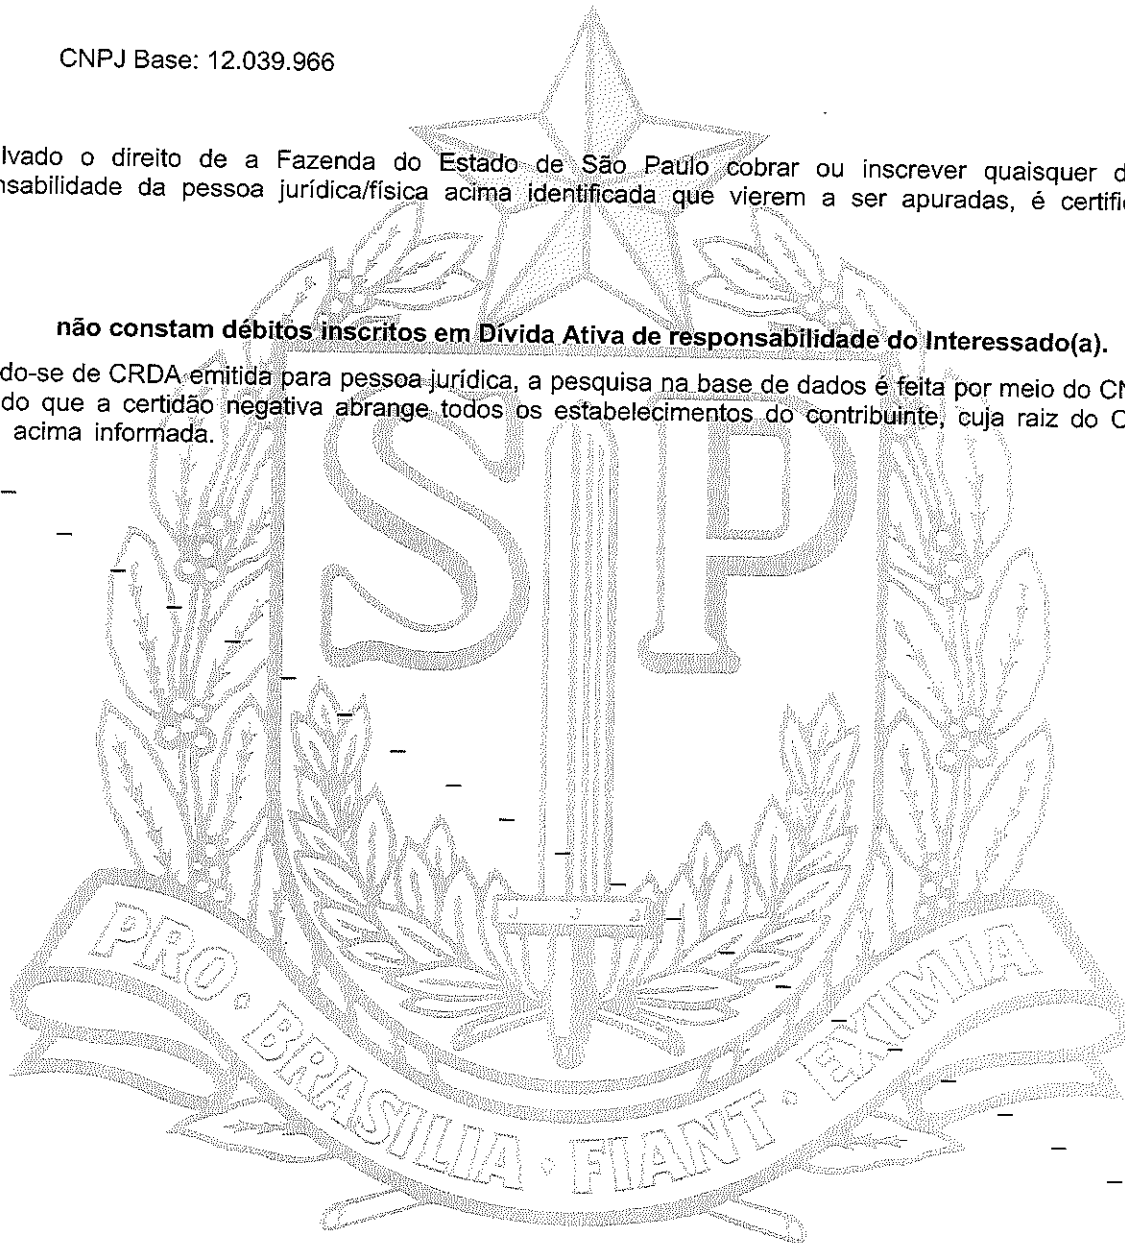 CNPJ Base: 12.039.966
lvado o direito de a Fazenda do Estado de São Paulo cobrar ou inscrever quaisquer d
nsabilidade da pessoa jurídica/física acima identificada que vierem a ser apuradas, é certific
não constam débitos inscritos em Dívida Ativa de responsabilidade do Interessado(a).
do-se de CRDA emitida para pessoa jurídica, a pesquisa na base de dados é feita por meio do CN
do que a certidão negativa abrange todos os estabelecimentos do contribuinte, cuja raiz do C
acima informada.
SP
PRO BRASILIA FIANT EXIMIA